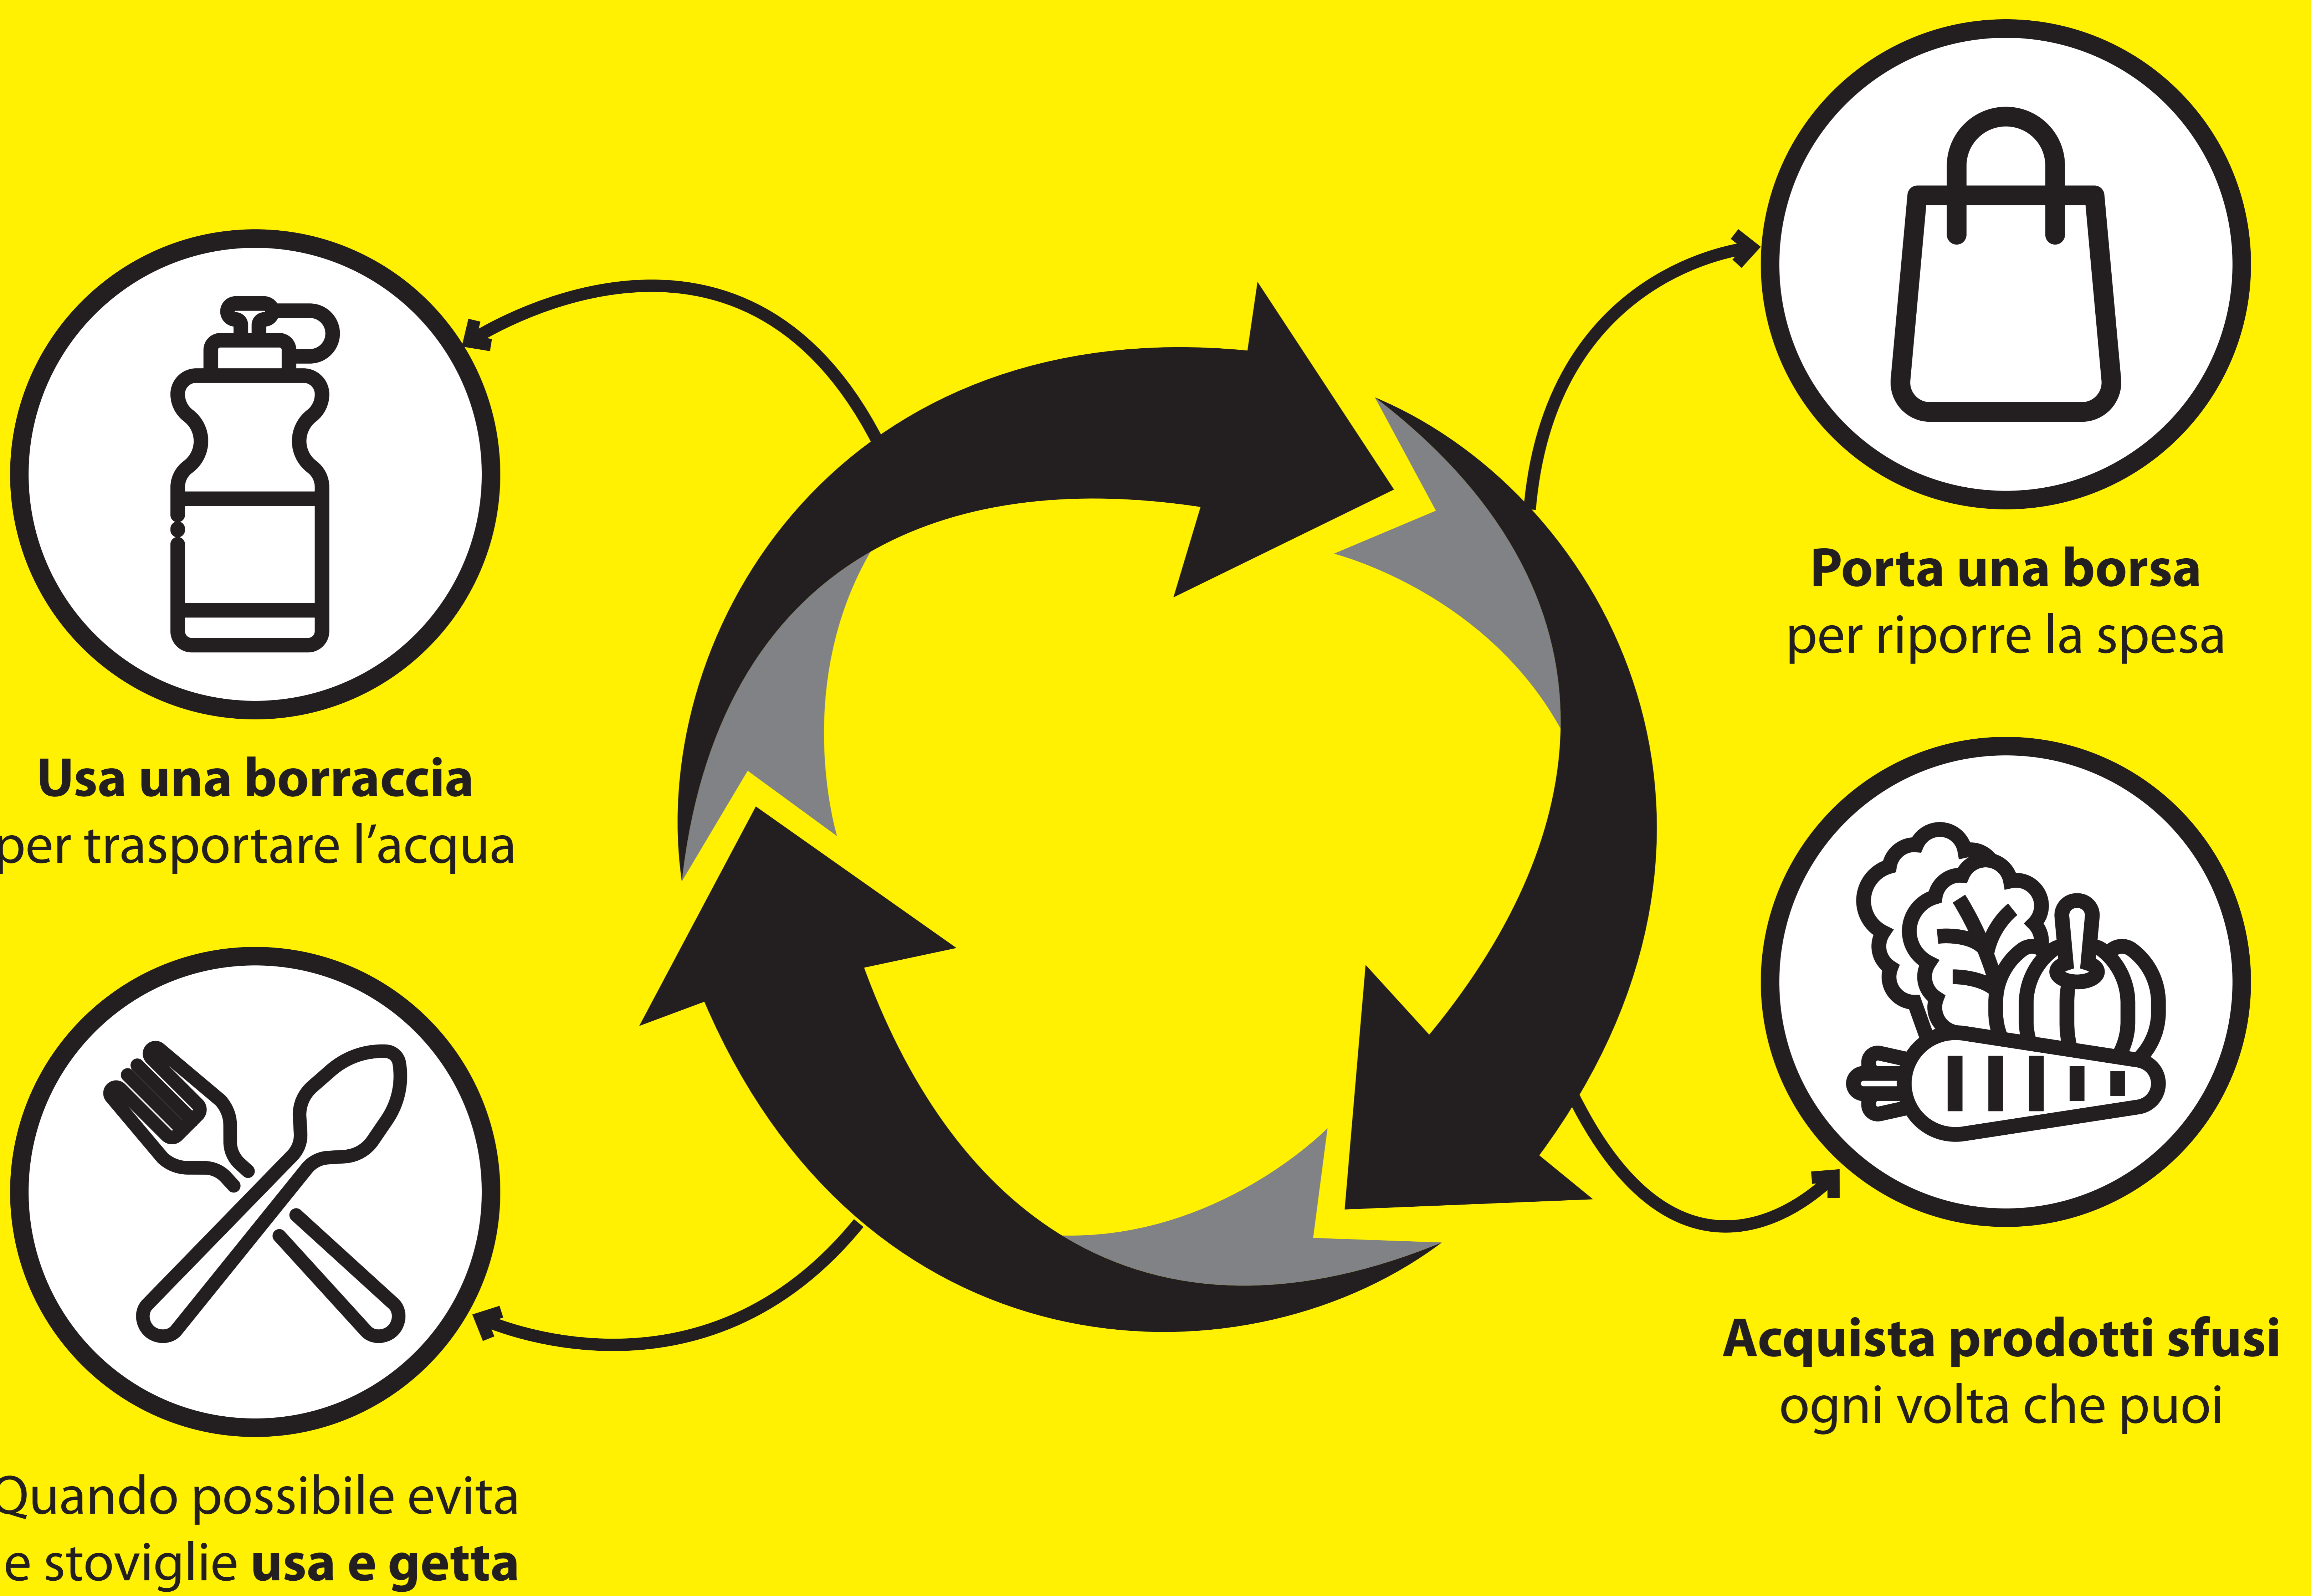 Porta una borsa
per riporre la spesa
Usa una borraccia
per trasportare l'acqua
Acquista prodotti sfusi
ogni volta che puoi
Quando possibile evita
e stoviglie usa e getta